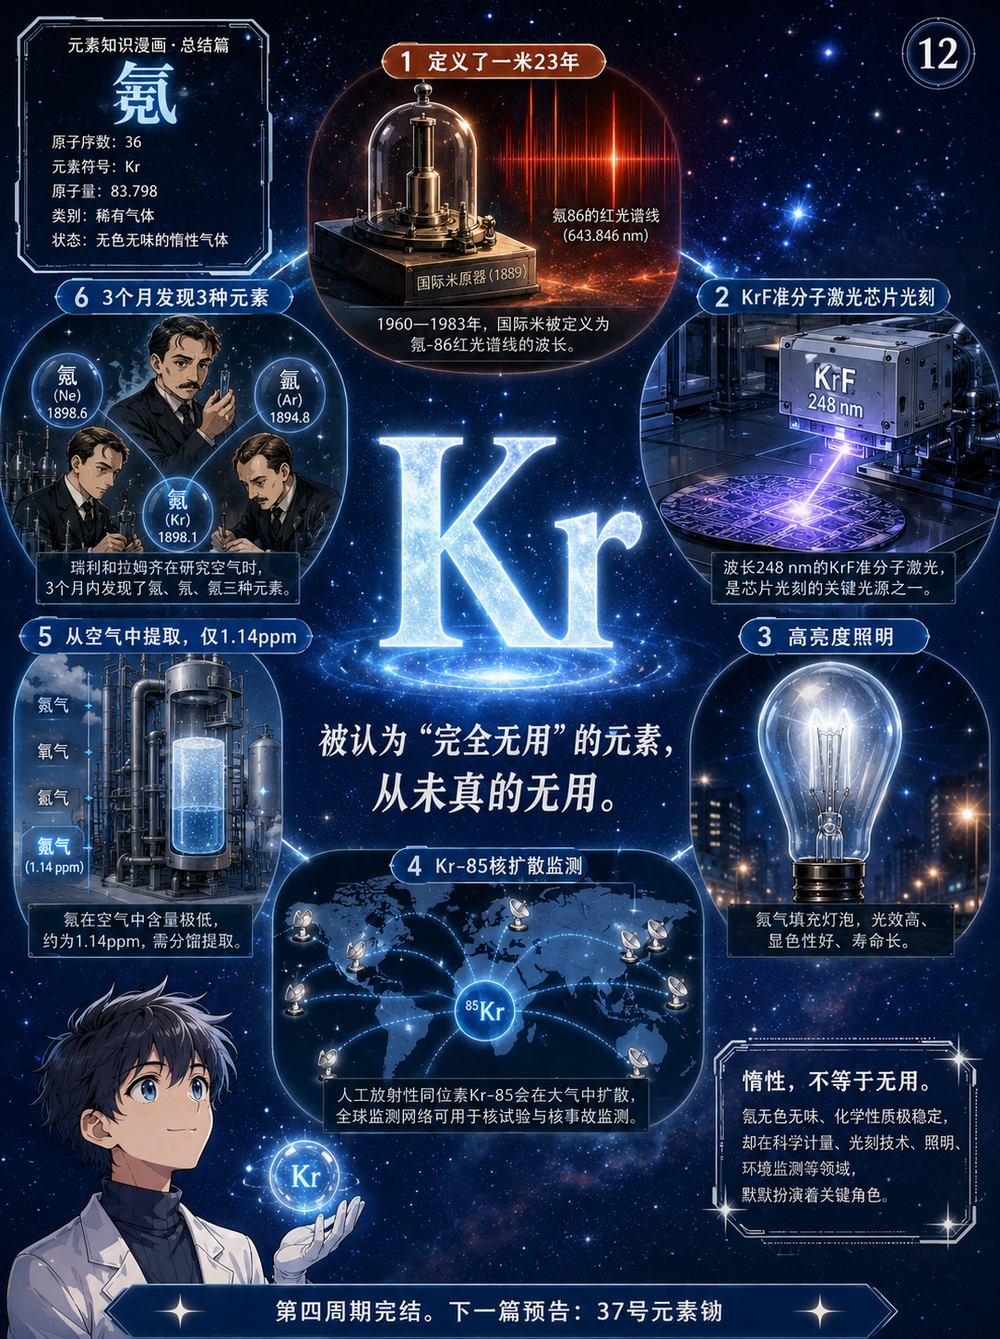 元素知识漫画·总结篇
氪
原子序数：36
元素符号：Kr
原子量：83.798
类别：稀有气体
状态：无色无味的惰性气体
12
1 定义了一米23年
氪86的红光谱线
(643.846 nm)
国际米原器(1889)
1960—1983年，国际米被定义为
氪-86红光谱线的波长。
2 KrF准分子激光芯片光刻
KrF
248 nm
波长248 nm的KrF准分子激光，
是芯片光刻的关键光源之一。
3 高亮度照明
氪气填充灯泡，光效高、
显色性好、寿命长。
4 Kr-85核扩散监测
⁸⁵Kr
人工放射性同位素Kr-85会在大气中扩散，
全球监测网络可用于核试验与核事故监测。
5 从空气中提取，仅1.14ppm
氮气
氧气
氩气
氪气
(1.14 ppm)
氪在空气中含量极低，
约为1.14ppm，需分馏提取。
6 3个月发现3种元素
氪
(Ne)
1898.6
氩
(Ar)
1894.8
氪
(Kr)
1898.1
瑞利和拉姆齐在研究空气时，
3个月内发现了氪、氖、氪三种元素。
Kr
被认为“完全无用”的元素，
从未真的无用。
Kr
惰性，不等于无用。
氪无色无味、化学性质极稳定，
却在科学计量、光刻技术、照明、
环境监测等领域，
默默扮演着关键角色。
第四周期完结。下一篇预告：37号元素锄